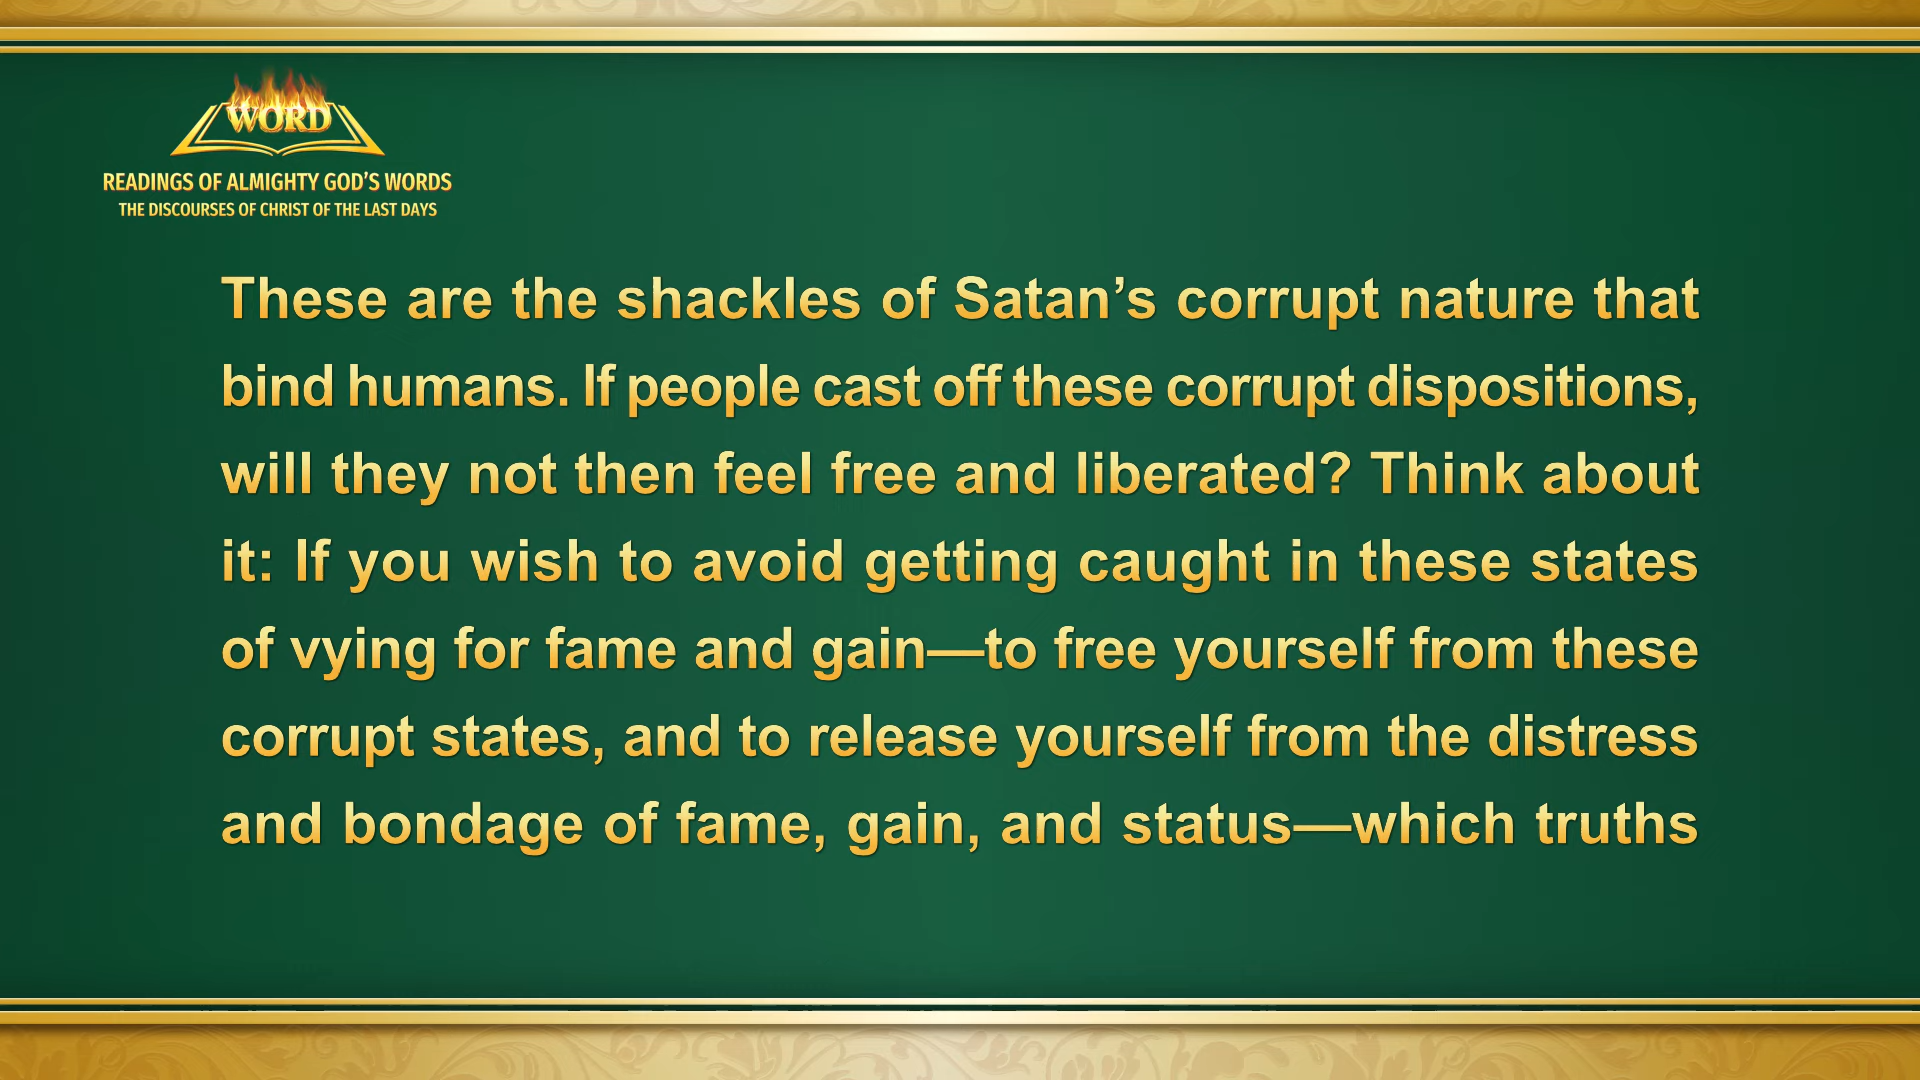 WORD
READINGS OF ALMIGHTY GOD’S WORDS
THE DISCOURSES OF CHRIST OF THE LAST DAYS
These are the shackles of Satan’s corrupt nature that
bind humans. If people cast off these corrupt dispositions,
will they not then feel free and liberated? Think about
it: If you wish to avoid getting caught in these states
of vying for fame and gain—to free yourself from these
corrupt states, and to release yourself from the distress
and bondage of fame, gain, and status—which truths